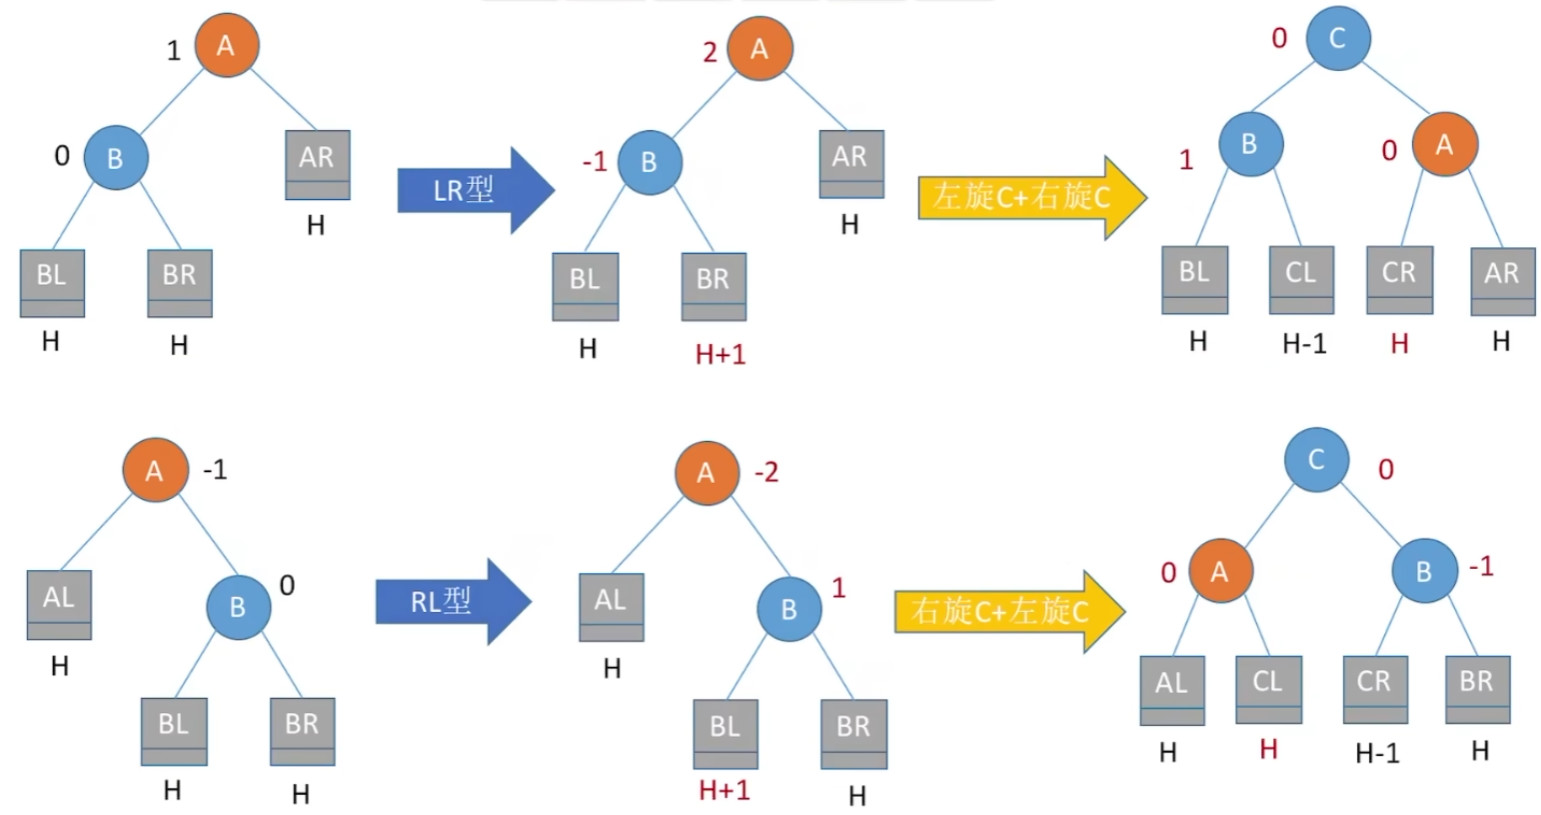 1 A
0 B AR
H
BL BR
H H
LR型
2 A
-1 B AR
H
BL BR
H H+1
左旋C+右旋C
0 C
1 B 0 A
BL CL CR AR
H H-1 H H
A -1
AL B 0
H
BL BR
H H
RL型
A -2
AL B 1
H
BL BR
H+1 H
右旋C+左旋C
C 0
0 A B -1
AL CL CR BR
H H H-1 H